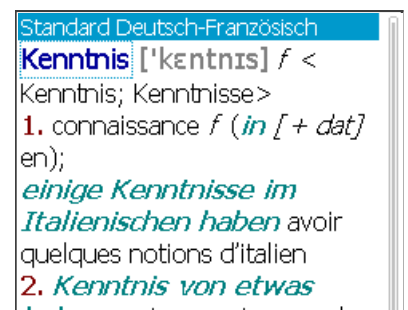 Standard Deutsch-Französisch
Kenntnis ['kɛntnɪs] f <
Kenntnis; Kenntnisse>
1. connaissance f (in [+ dat]
en);
einige Kenntnisse im
Italienischen haben avoir
quelques notions d'italien
2. Kenntnis von etwas